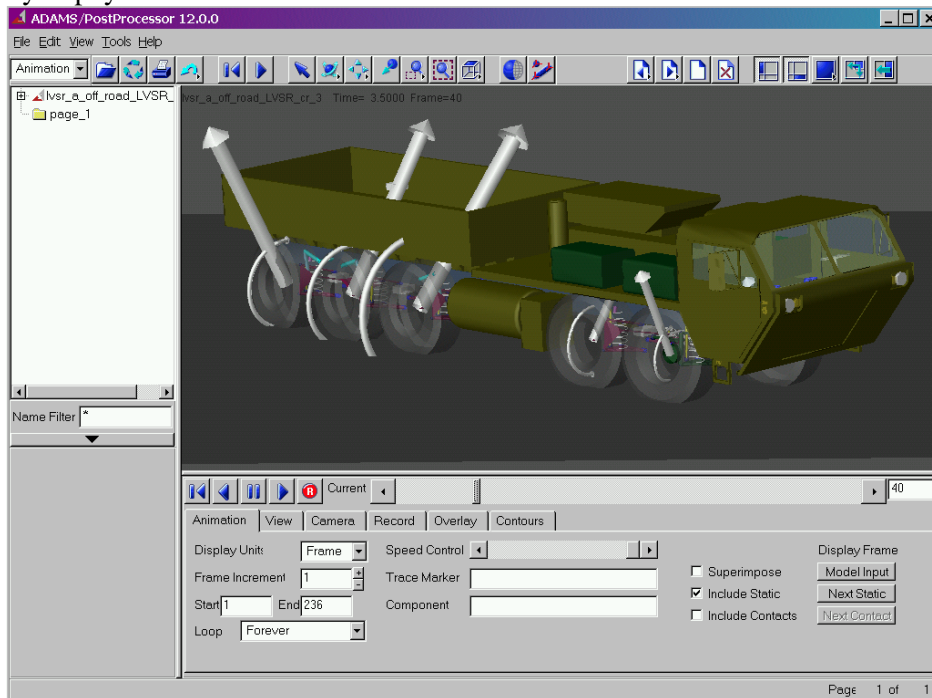 ADAMS/PostProcessor 12.0.0
File Edit View Tools Help
Animation
lvsr_a_off_road_LVSR_
page_1
lvsr_a_off_road_LVSR_cr_3 Time= 3.5000 Frame=40
Name Filter *
Current 40
Animation View Camera Record Overlay Contours
Display Units Frame Speed Control Display Frame
Frame Increment 1 Trace Marker Superimpose Model Input
Start 1 End 236 Component Include Static Next Static
Loop Forever Include Contacts Next Contact
Page 1 of 1